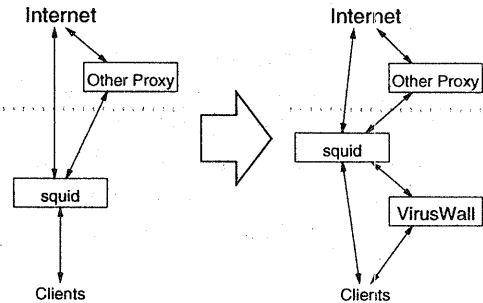 Internet
Other Proxy
squid
Clients
Internet
Other Proxy
squid
VirusWall
Clients